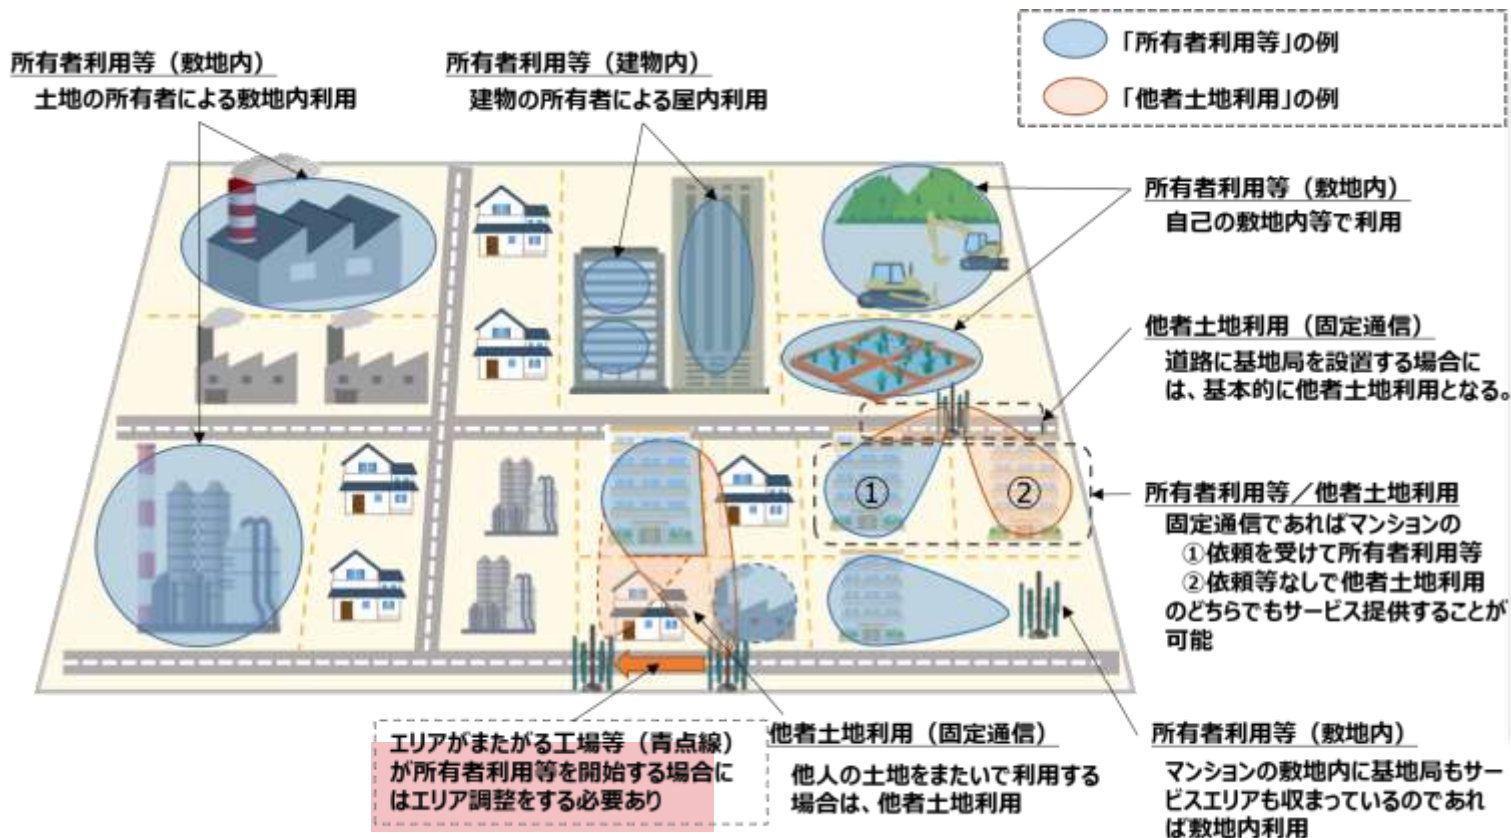 「所有者利用等」の例
「他者土地利用」の例
所有者利用等（敷地内）
土地の所有者による敷地内利用
所有者利用等（建物内）
建物の所有者による屋内利用
所有者利用等（敷地内）
自己の敷地内等で利用
他者土地利用（固定通信）
道路に基地局を設置する場合に
は、基本的に他者土地利用となる。
①
②
所有者利用等／他者土地利用
固定通信であればマンションの
①依頼を受けて所有者利用等
②依頼等なしで他者土地利用
のどちらでもサービス提供することが
可能
エリアがまたがる工場等（青点線）
が所有者利用等を開始する場合に
はエリア調整をする必要あり
他者土地利用（固定通信）
他人の土地をまたいで利用する
場合は、他者土地利用
所有者利用等（敷地内）
マンションの敷地内に基地局もサー
ビスエリアも収まっているのであれ
ば敷地内利用